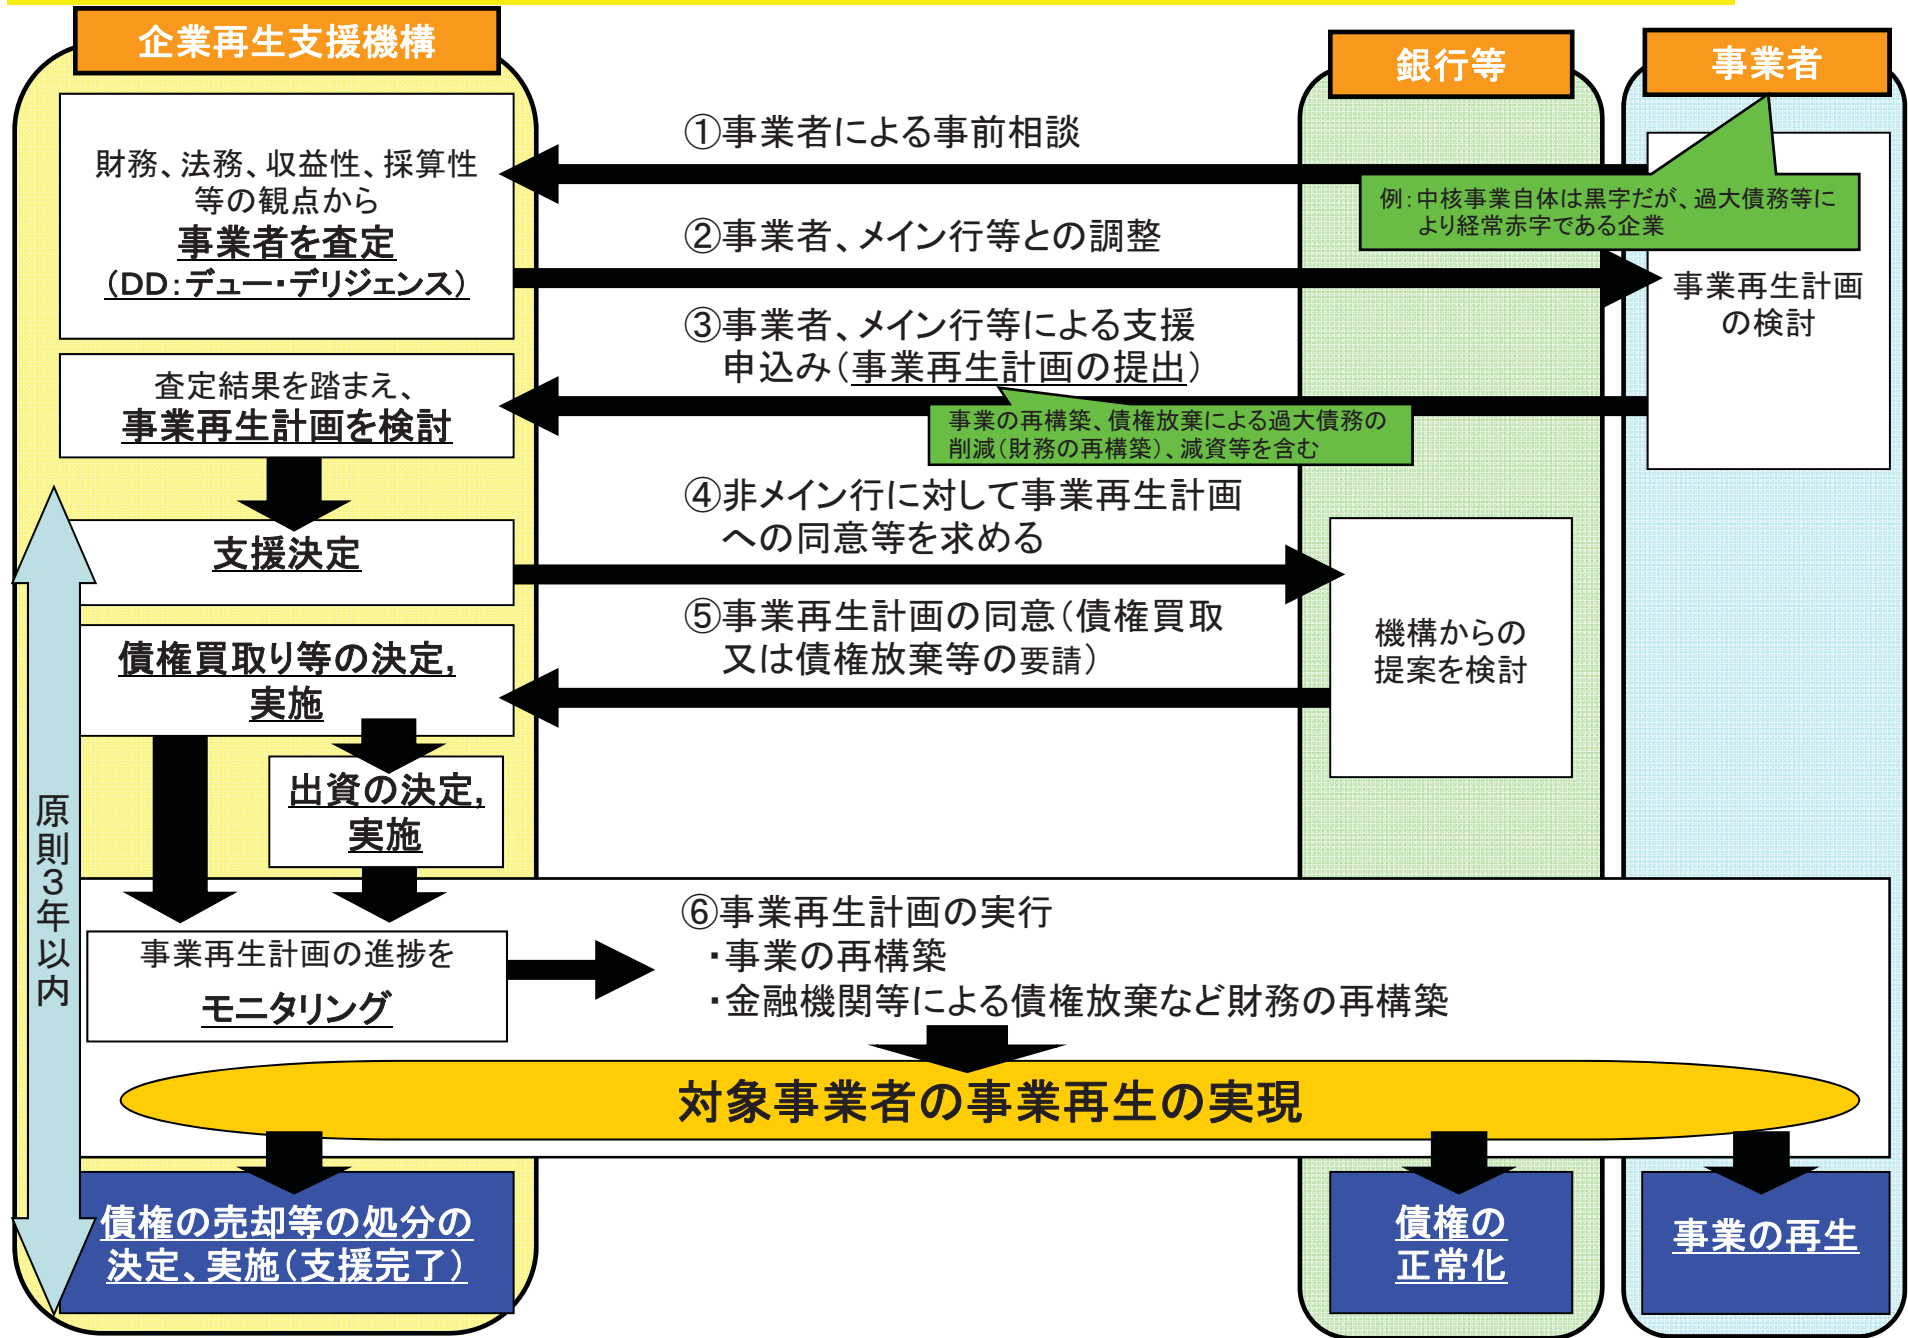 企業再生支援機構
銀行等
事業者
財務、法務、収益性、採算性
等の観点から
事業者を査定
（DD：デュー・デリジェンス）
①事業者による事前相談
例：中核事業自体は黒字だが、過大債務等に
より経常赤字である企業
②事業者、メイン行等との調整
事業再生計画
の検討
③事業者、メイン行等による支援
申込み（事業再生計画の提出）
事業の再構築、債権放棄による過大債務の
削減（財務の再構築）、減資等を含む
査定結果を踏まえ、
事業再生計画を検討
④非メイン行に対して事業再生計画
への同意等を求める
支援決定
⑤事業再生計画の同意（債権買取
又は債権放棄等の要請）
機構からの
提案を検討
債権買取り等の決定,
実施
出資の決定,
実施
原則３年以内
⑥事業再生計画の実行
・事業の再構築
・金融機関等による債権放棄など財務の再構築
事業再生計画の進捗を
モニタリング
対象事業者の事業再生の実現
債権の売却等の処分の
決定、実施（支援完了）
債権の
正常化
事業の再生